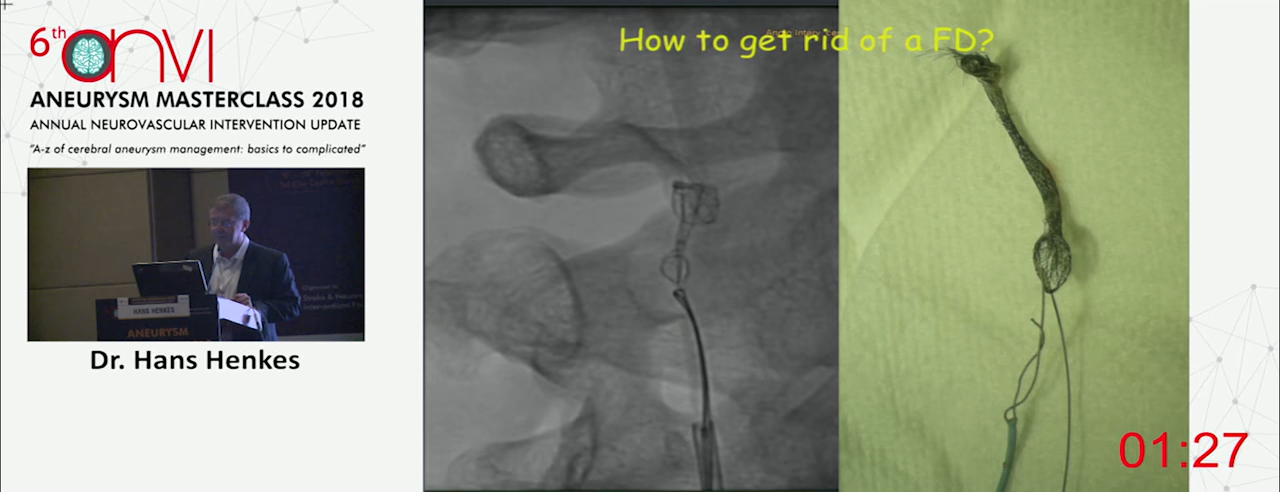 6th anvi
ANEURYSM MASTERCLASS 2018
ANNUAL NEUROVASCULAR INTERVENTION UPDATE
"A-z of cerebral aneurysm management: basics to complicated"
HANS HENKES
ANEURYSM
Dr. Hans Henkes
How to get rid of a FD?
01:27